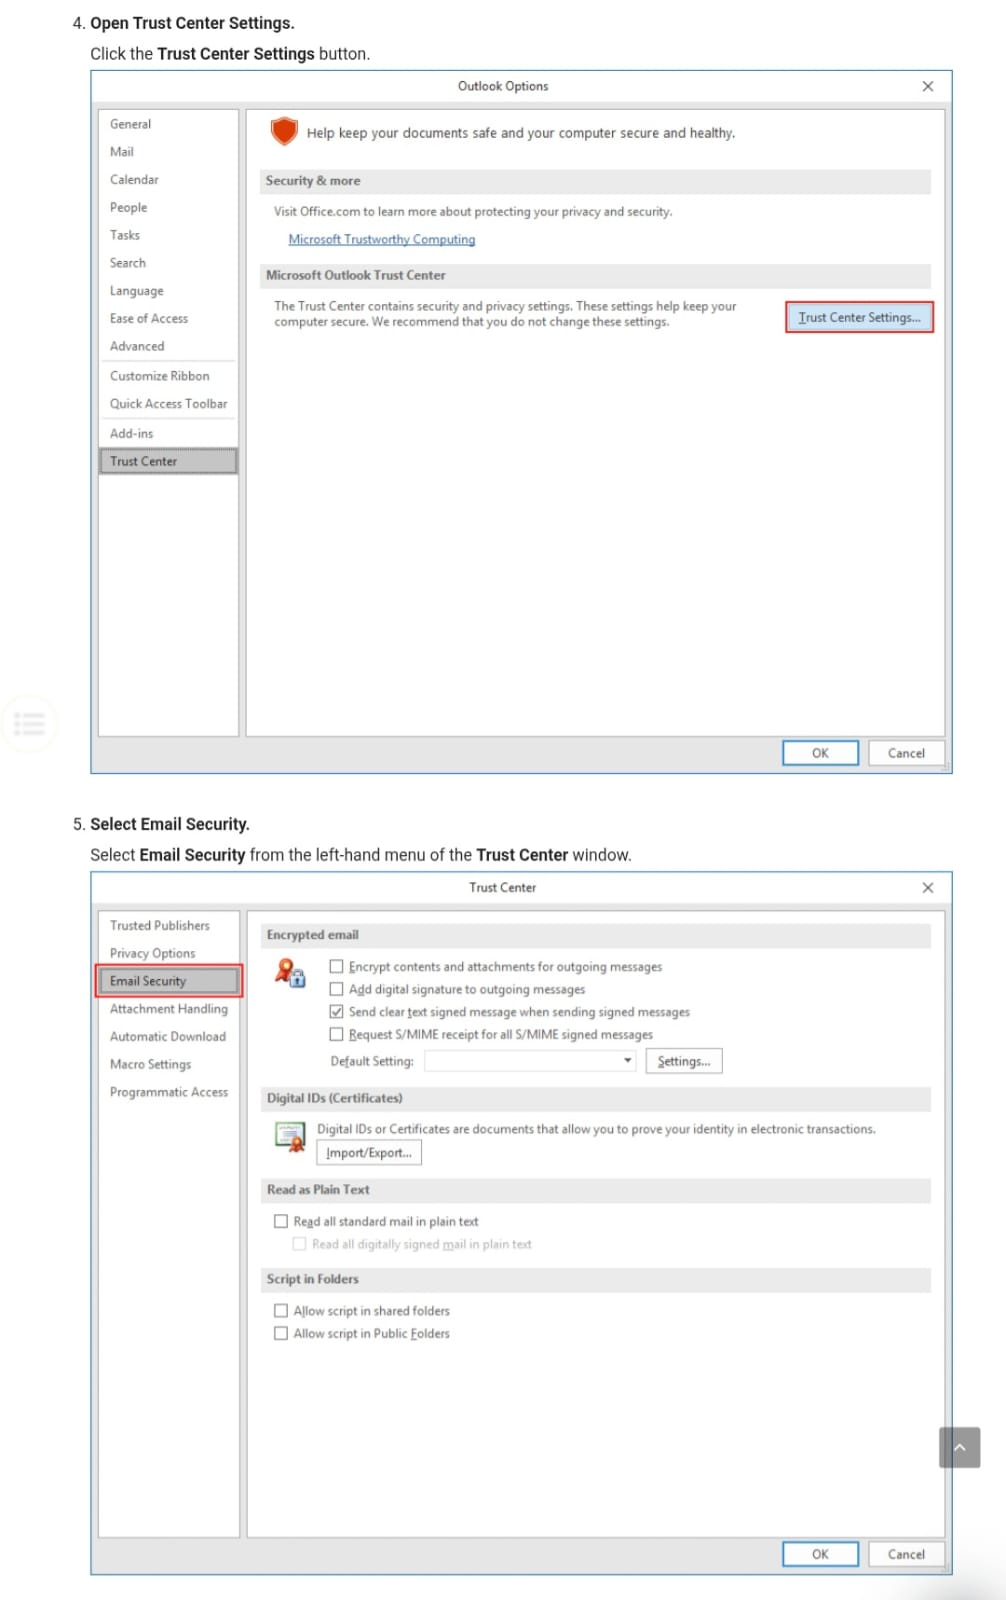 4. Open Trust Center Settings.
Click the Trust Center Settings button.
Outlook Options
General
Mail
Calendar
People
Tasks
Search
Language
Ease of Access
Advanced
Customize Ribbon
Quick Access Toolbar
Add-ins
Trust Center
Help keep your documents safe and your computer secure and healthy.
Security & more
Visit Office.com to learn more about protecting your privacy and security.
Microsoft Trustworthy Computing
Microsoft Outlook Trust Center
The Trust Center contains security and privacy settings. These settings help keep your
computer secure. We recommend that you do not change these settings.
Trust Center Settings...
OK
Cancel
5. Select Email Security.
Select Email Security from the left-hand menu of the Trust Center window.
Trust Center
Trusted Publishers
Privacy Options
Email Security
Attachment Handling
Automatic Download
Macro Settings
Programmatic Access
Encrypted email
Encrypt contents and attachments for outgoing messages
Add digital signature to outgoing messages
Send clear text signed message when sending signed messages
Request S/MIME receipt for all S/MIME signed messages
Default Setting:
Settings...
Digital IDs (Certificates)
Digital IDs or Certificates are documents that allow you to prove your identity in electronic transactions.
Import/Export...
Read as Plain Text
Read all standard mail in plain text
Read all digitally signed mail in plain text
Script in Folders
Allow script in shared folders
Allow script in Public Folders
OK
Cancel